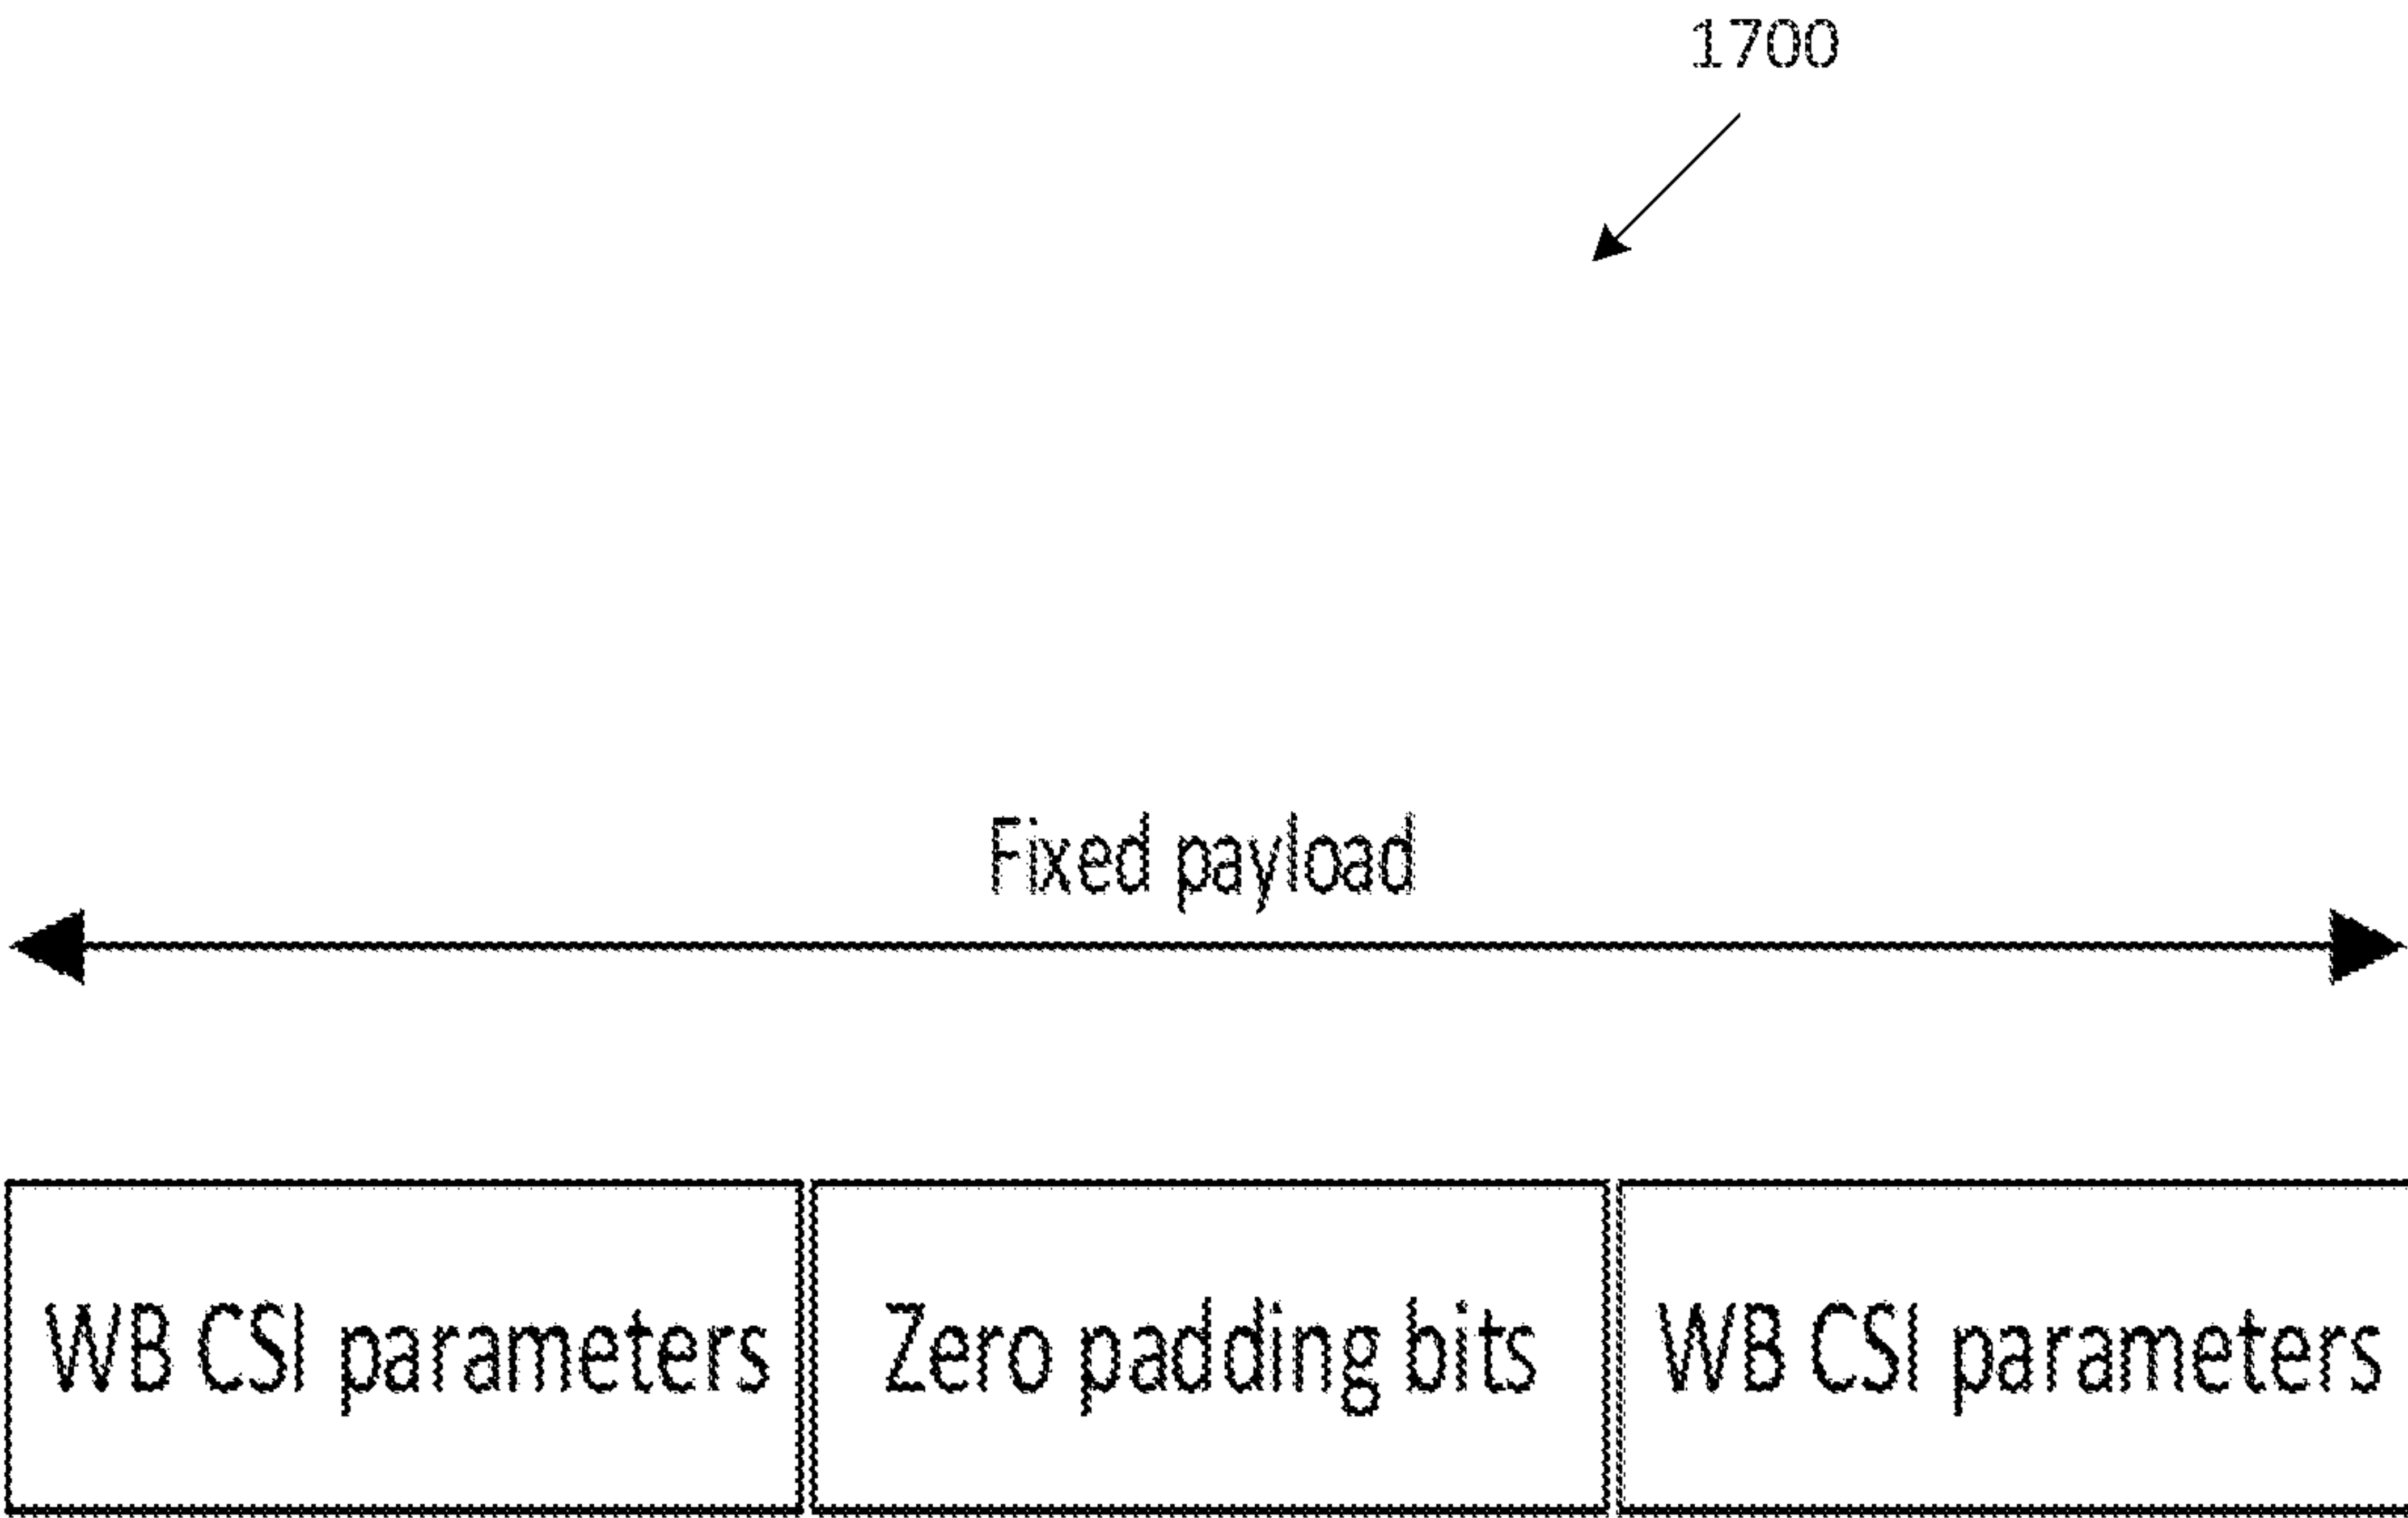 1700
Fixed payload
WB CSI parameters Zero padding bits WB CSI parameters